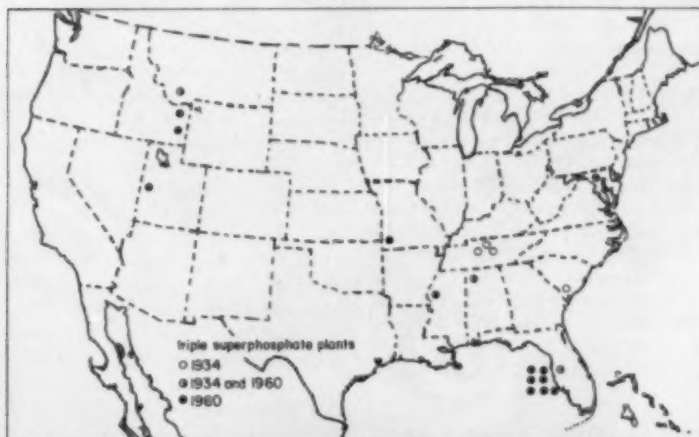 triple superphosphate plants
○ 1934
◑ 1934 and 1960
● 1960